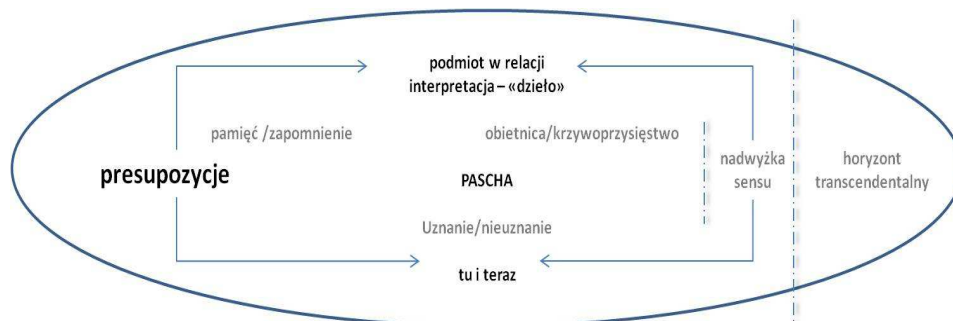 podmiot w relacji
interpretacja – «dzieło»
pamięć /zapomnienie
obietnica/krzywoprzysięstwo
presupozycje
PASCHA
nadwyżka
sensu
horyzont
transcendentalny
Uznanie/nieuznanie
tu i teraz